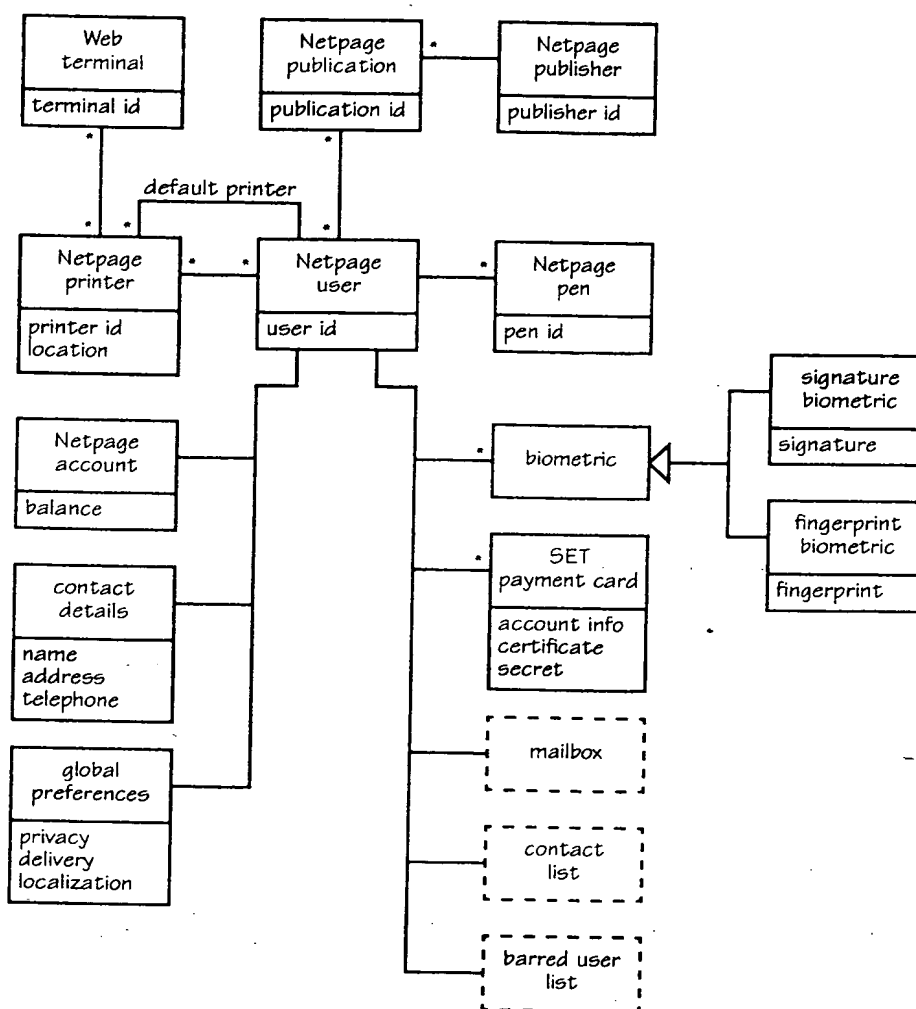 Web
terminal
terminal id
Netpage
publication
publication id
*
Netpage
publisher
publisher id
*
*
default printer
*
*
*
Netpage
printer
printer id
location
*
*
Netpage
user
user id
*
Netpage
pen
pen id
signature
biometric
signature
Netpage
account
balance
*
biometric
fingerprint
biometric
fingerprint
*
SET
payment card
account info
certificate
secret
contact
details
name
address
telephone
mailbox
global
preferences
privacy
delivery
localization
contact
list
barred user
list